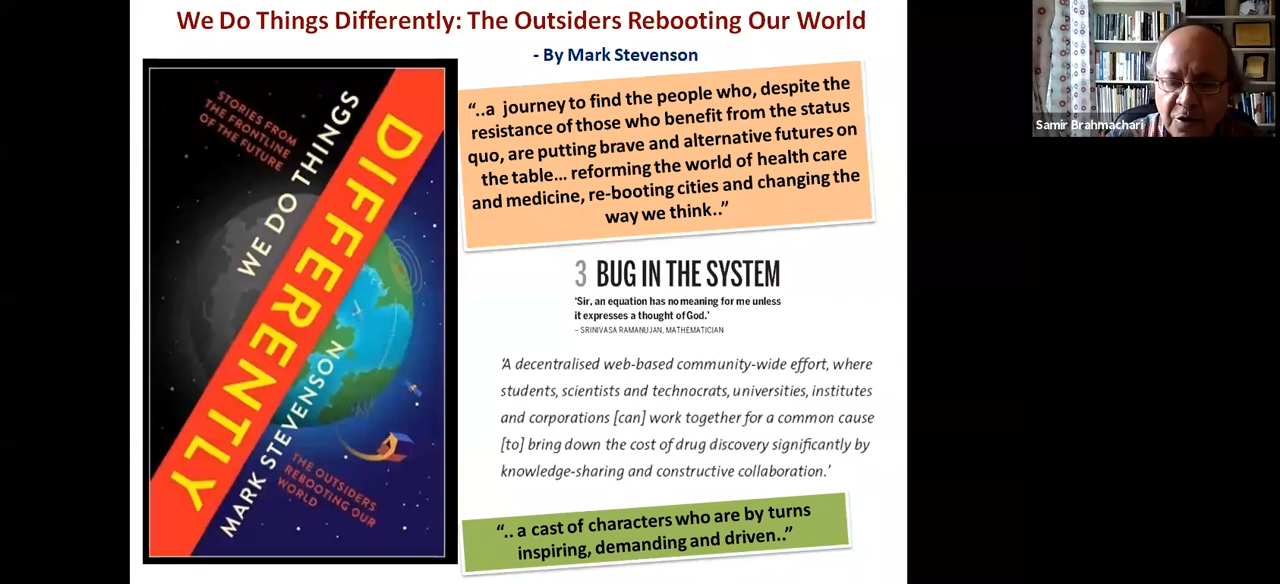 We Do Things Differently: The Outsiders Rebooting Our World
- By Mark Stevenson
STORIES FROM
THE FRONTLINE
OF THE FUTURE
WE DO THINGS
DIFFERENTLY
MARK STEVENSON
THE OUTSIDERS
REBOOTING OUR
WORLD
“..a journey to find the people who, despite the
resistance of those who benefit from the status
quo, are putting brave and alternative futures on
the table... reforming the world of health care
and medicine, re-booting cities and changing the
way we think..”
3 BUG IN THE SYSTEM
'Sir, an equation has no meaning for me unless
it expresses a thought of God.'
– SRINIVASA RAMANUJAN, MATHEMATICIAN
'A decentralised web-based community-wide effort, where
students, scientists and technocrats, universities, institutes
and corporations [can] work together for a common cause
[to] bring down the cost of drug discovery significantly by
knowledge-sharing and constructive collaboration.'
“.. a cast of characters who are by turns
inspiring, demanding and driven..”
Samir Brahmachari